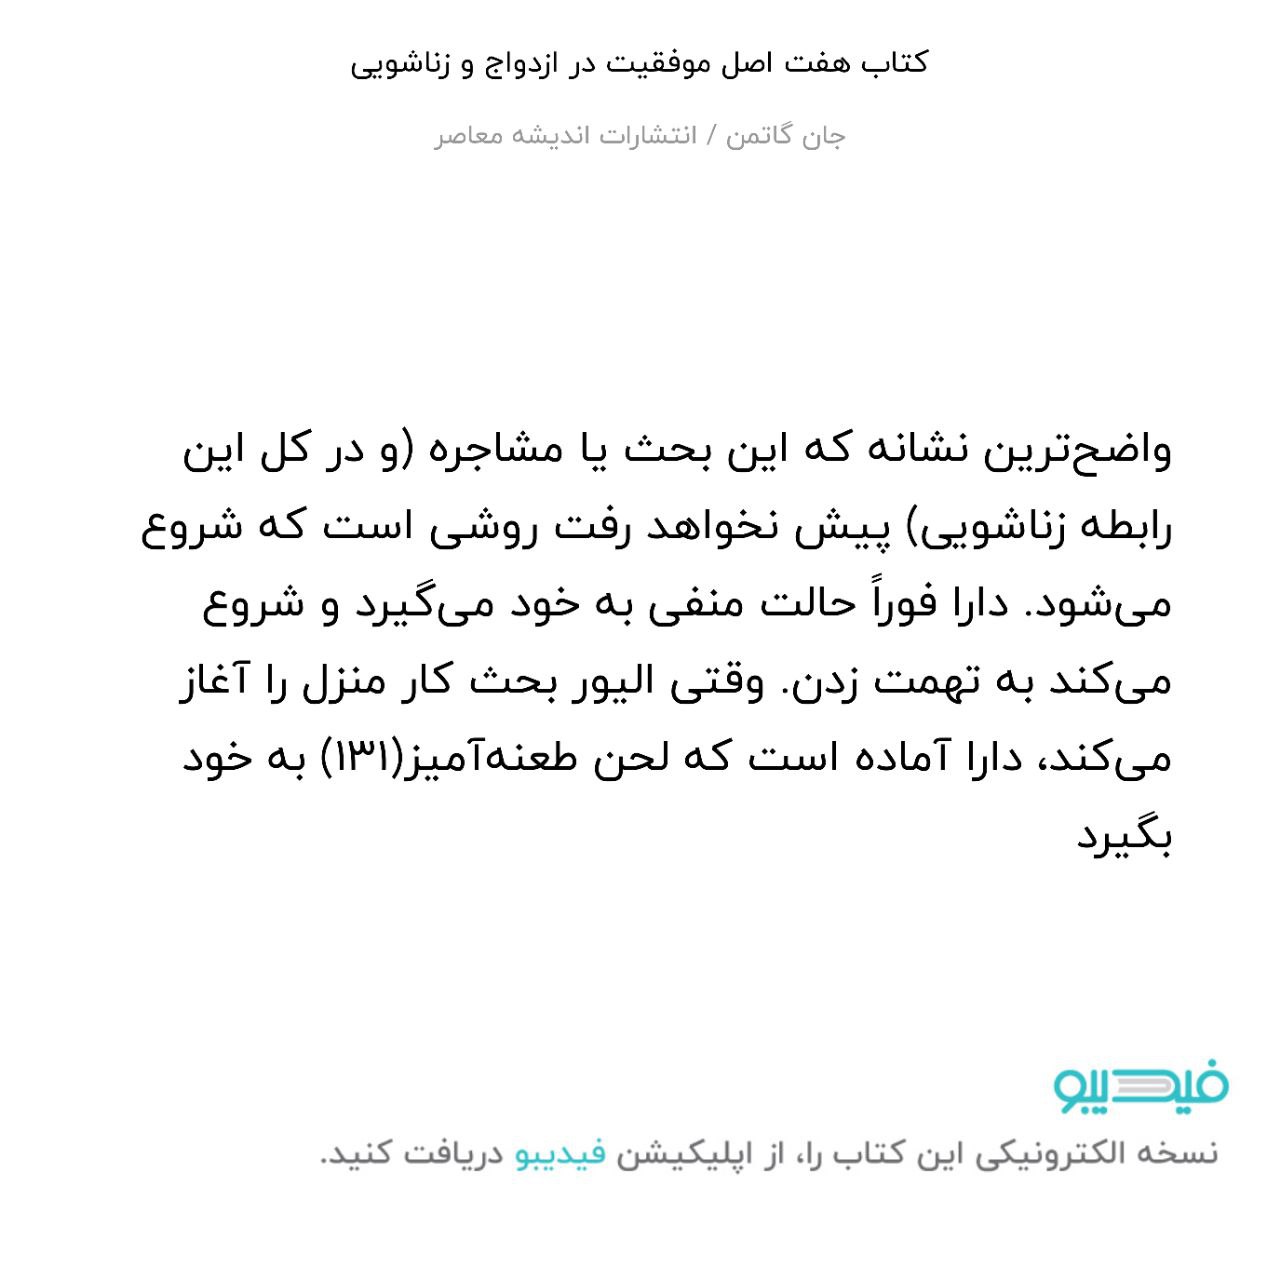 کتاب هفت اصل موفقیت در ازدواج و زناشویی
جان گاتمن / انتشارات اندیشه معاصر
واضح‌ترین نشانه که این بحث یا مشاجره (و در کل این
رابطه زناشویی) پیش نخواهد رفت روشی است که شروع
می‌شود. دارا فوراً حالت منفی به خود می‌گیرد و شروع
می‌کند به تهمت زدن. وقتی الیور بحث کار منزل را آغاز
می‌کند، دارا آماده است که لحن طعنه‌آمیز(۱۳۱) به خود
بگیرد
فیدیبو
نسخه الکترونیکی این کتاب را، از اپلیکیشن فیدیبو دریافت کنید.